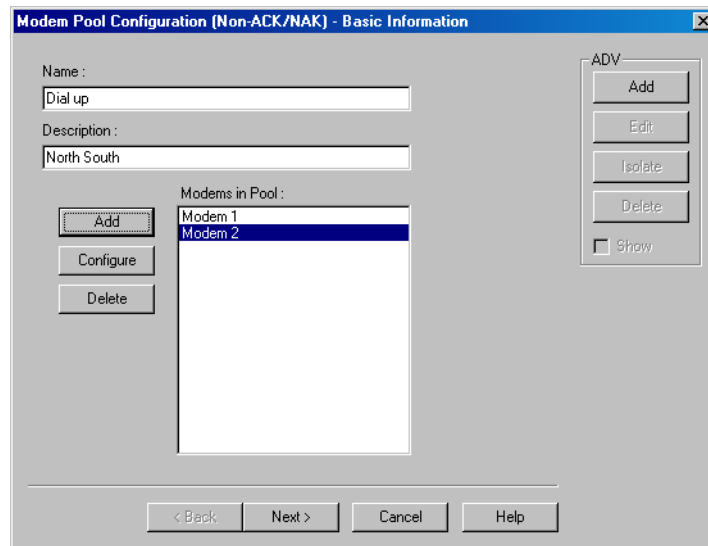 Modem Pool Configuration (Non-ACK/NAK) - Basic Information
Name :
Dial up
Description :
North South
Modems in Pool :
Modem 1
Modem 2
Add
Configure
Delete
ADV
Add
Edit
Isolate
Delete
Show
< Back
Next >
Cancel
Help